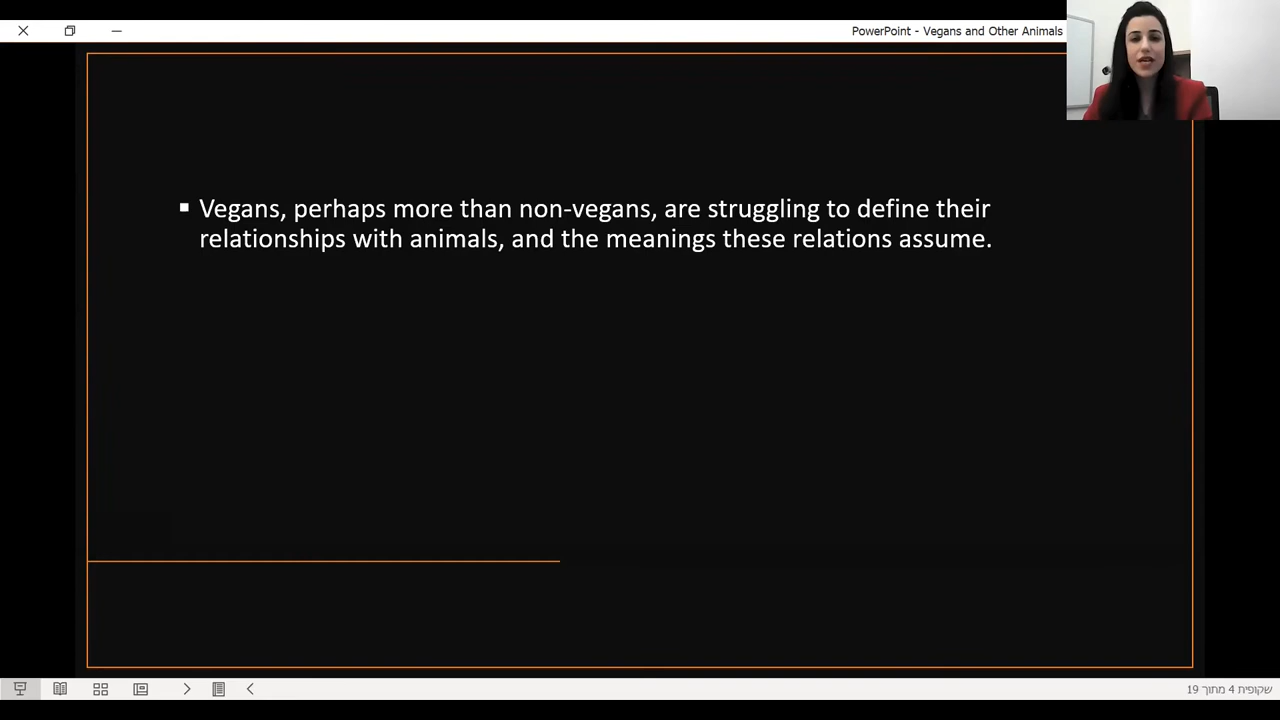 PowerPoint - Vegans and Other Animals
Vegans, perhaps more than non-vegans, are struggling to define their
relationships with animals, and the meanings these relations assume.
שקופית 4 מתוך 19